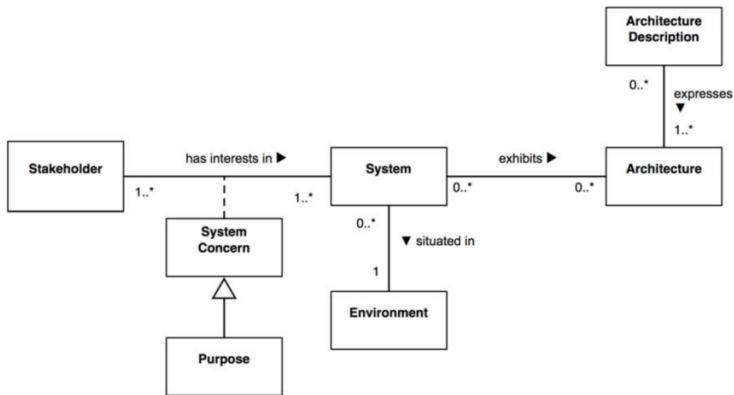 Architecture
Description
0..*
expresses
▼
1..*
Stakeholder
has interests in ▶
1..*
1..*
System
exhibits ▶
0..*
0..*
Architecture
System
Concern
0..*
▼ situated in
1
Environment
Purpose